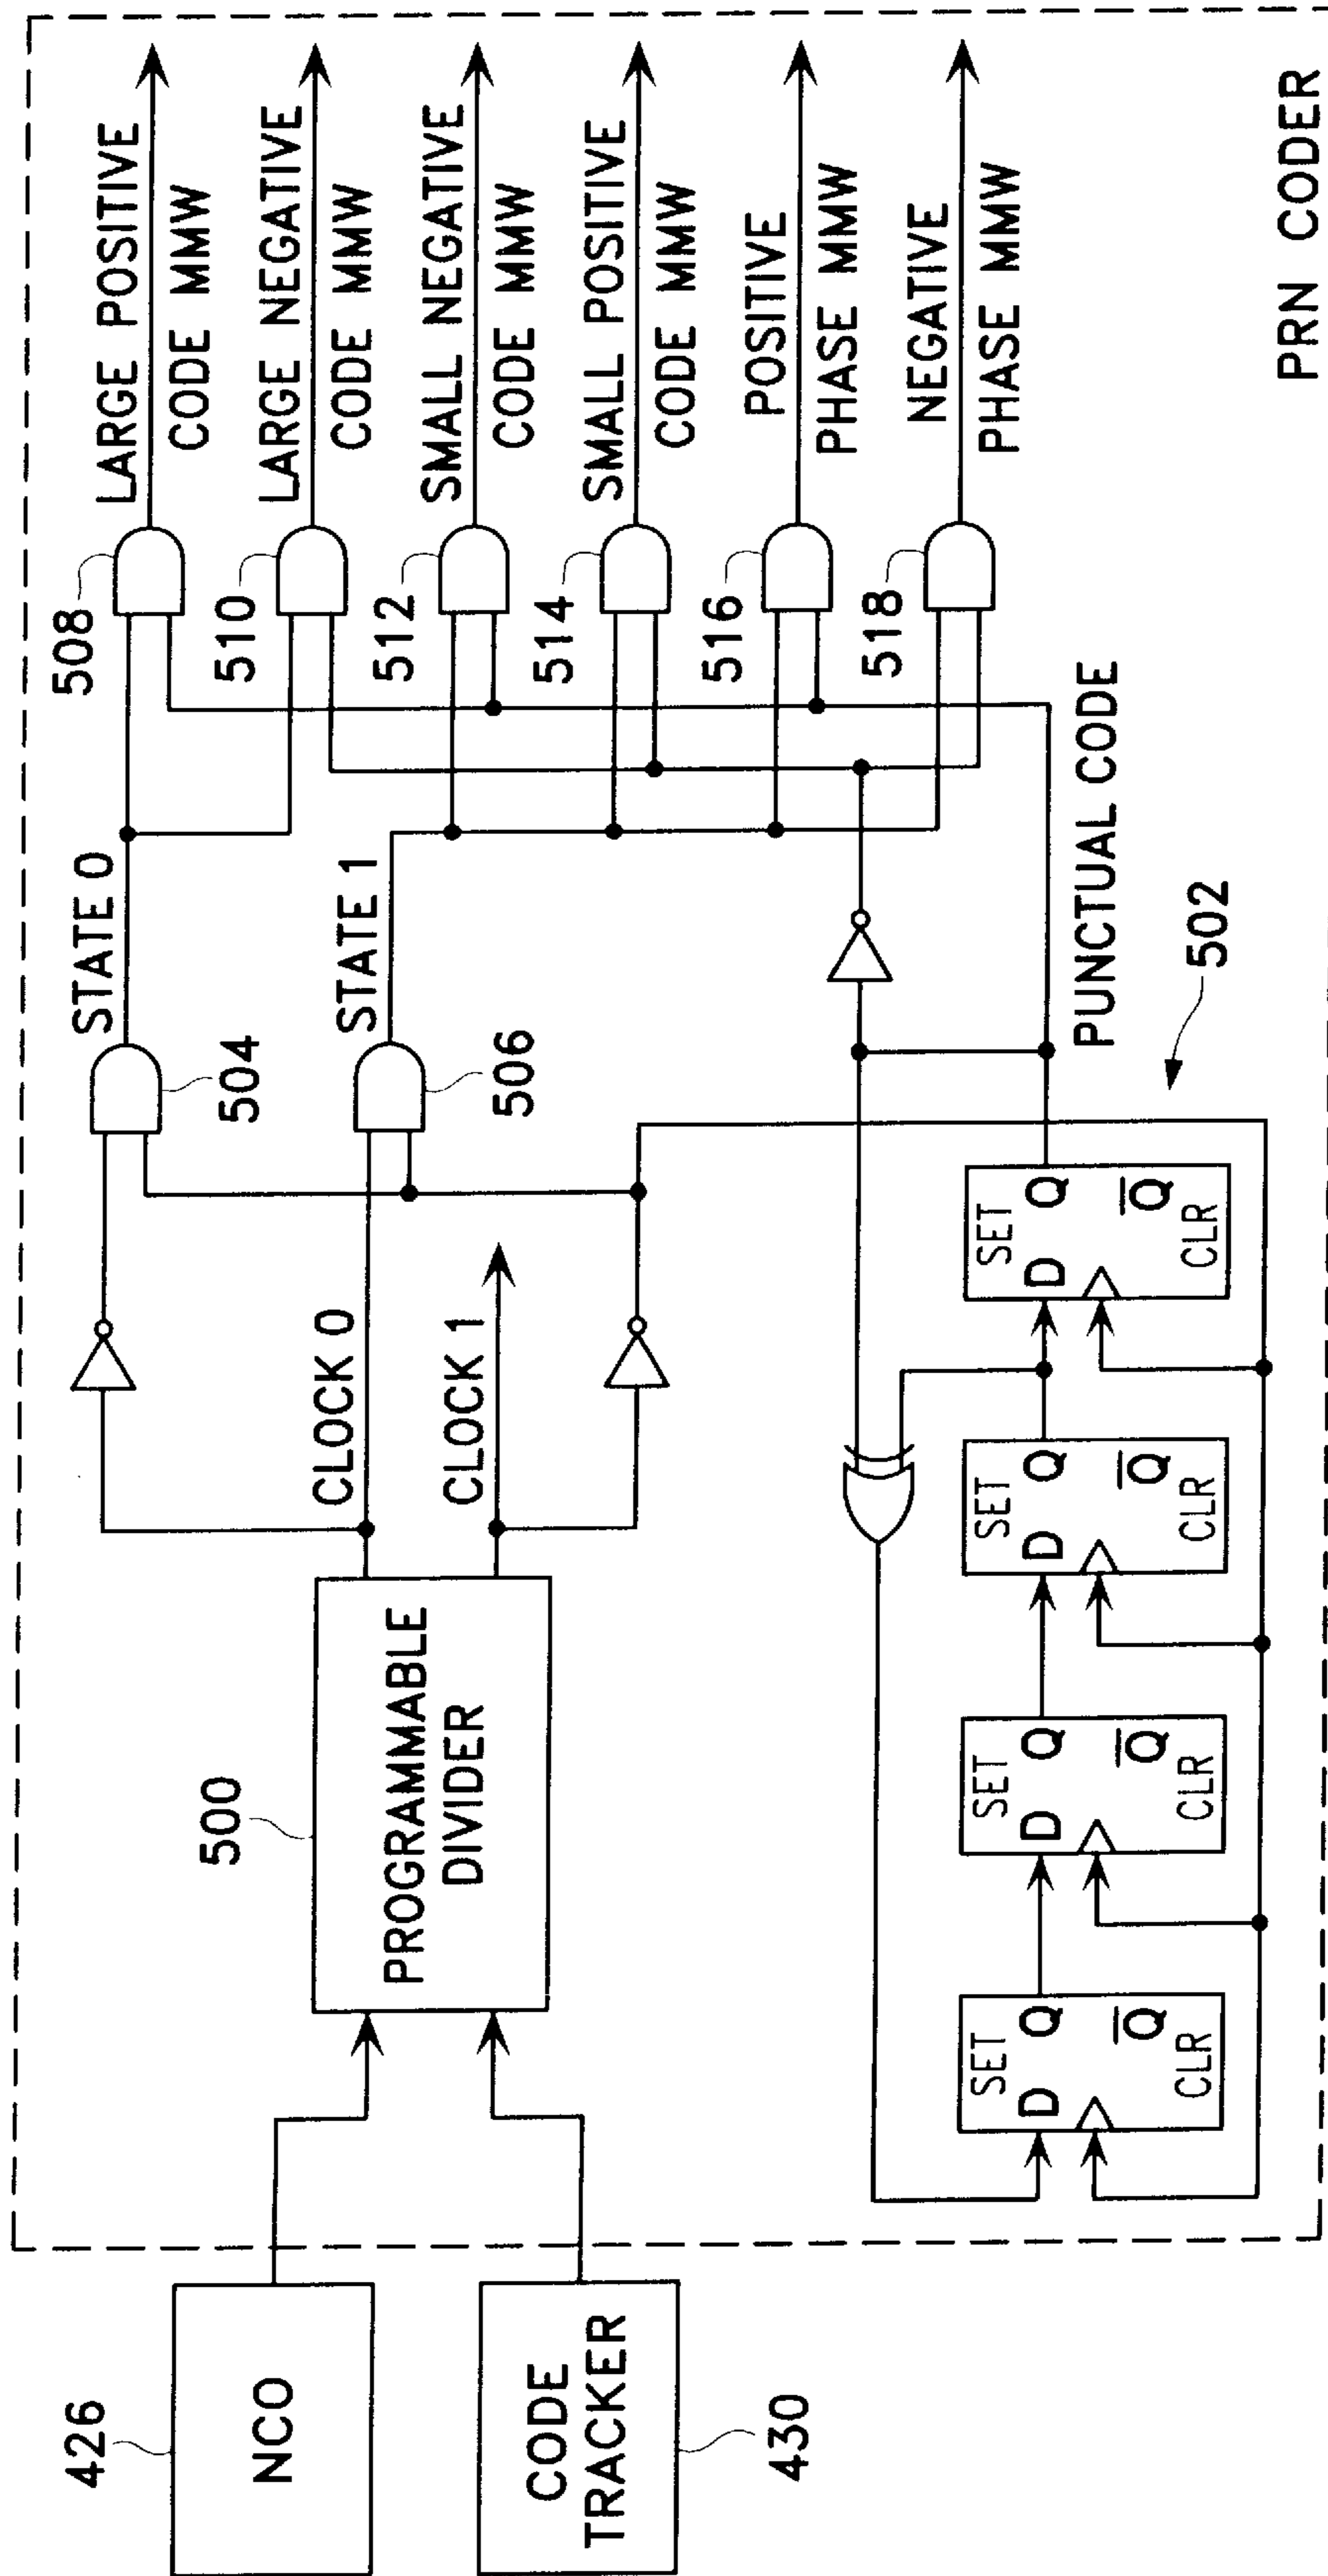 426
NCO
CODE
TRACKER
430
500
PROGRAMMABLE
DIVIDER
CLOCK 0
CLOCK 1
STATE 0
504
STATE 1
506
508
LARGE POSITIVE
CODE MMW
510
LARGE NEGATIVE
CODE MMW
512
SMALL NEGATIVE
CODE MMW
514
SMALL POSITIVE
CODE MMW
516
POSITIVE
PHASE MMW
518
NEGATIVE
PHASE MMW
PUNCTUAL CODE
502
SET
D Q
Q̅
CLR
SET
D Q
Q̅
CLR
SET
D Q
Q̅
CLR
SET
D Q
Q̅
CLR
PRN CODER